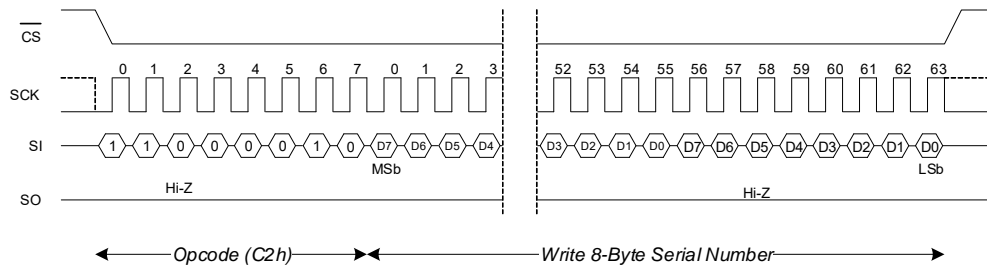 CS
0 1 2 3 4 5 6 7 0 1 2 3 52 53 54 55 56 57 58 59 60 61 62 63
SCK
SI 1 1 0 0 0 0 1 0 D7 D6 D5 D4 D3 D2 D1 D0 D7 D6 D5 D4 D3 D2 D1 D0
MSb LSb
Hi-Z Hi-Z
SO
Opcode (C2h) Write 8-Byte Serial Number